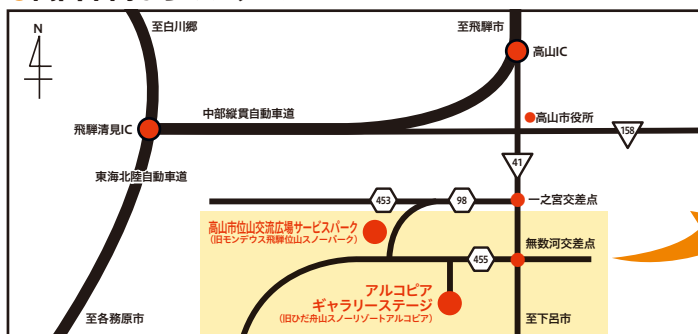 至白川郷
至飛騨市
N
高山IC
中部縦貫自動車道
高山市役所
飛騨清見IC
158
41
東海北陸自動車道
453
98
一之宮交差点
高山市位山交流広場サービスパーク
(旧モンデウス飛騨位山スノーパーク)
無数河交差点
455
アルコピア
ギャラリーステージ
(旧ひだ舟山スノーリゾートアルコピア)
至各務原市
至下呂市